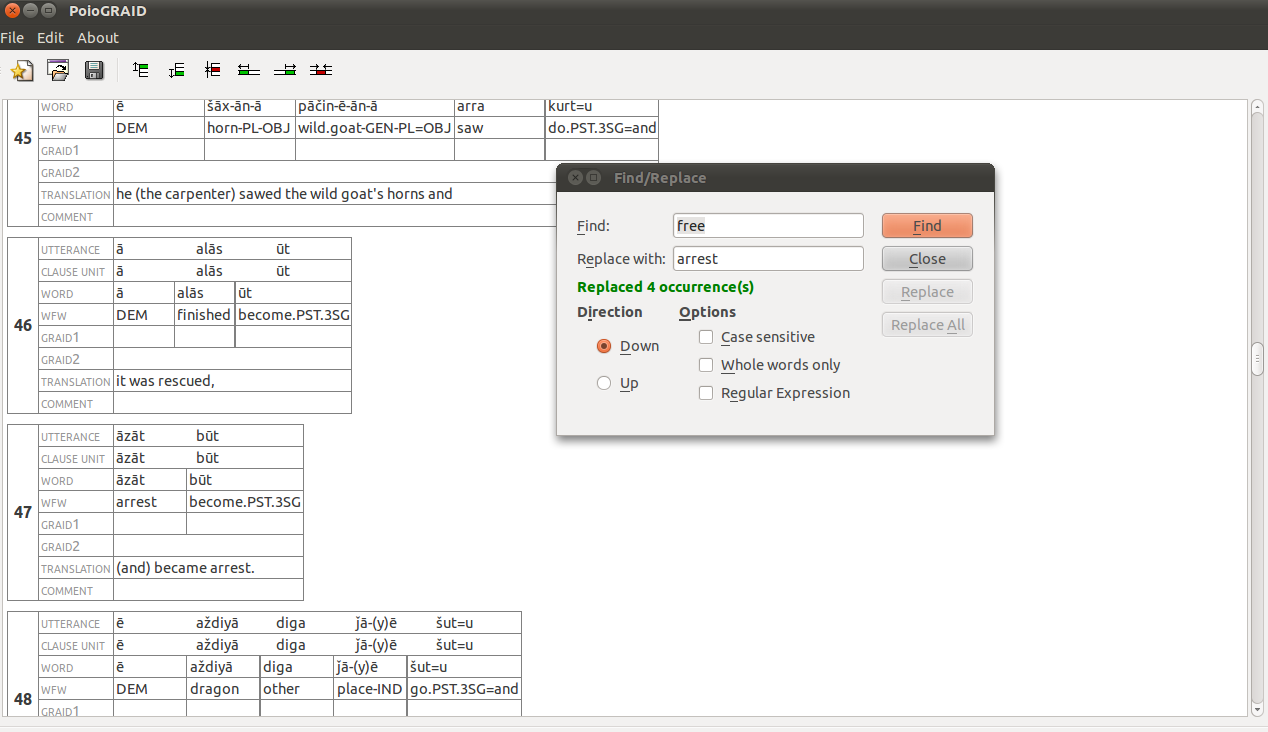 PoioGRAID
File Edit About
45
WORD ē šāx-ān-ā pāčin-ē-ān-ā arra kurt=u
WFW DEM horn-PL-OBJ wild.goat-GEN-PL=OBJ saw do.PST.3SG=and
GRAID1
GRAID2
TRANSLATION he (the carpenter) sawed the wild goat's horns and
COMMENT
46
UTTERANCE ā alās ūt
CLAUSE UNIT ā alās ūt
WORD ā alās ūt
WFW DEM finished become.PST.3SG
GRAID1
GRAID2
TRANSLATION it was rescued,
COMMENT
47
UTTERANCE āzāt būt
CLAUSE UNIT āzāt būt
WORD āzāt būt
WFW arrest become.PST.3SG
GRAID1
GRAID2
TRANSLATION (and) became arrest.
COMMENT
48
UTTERANCE ē aždiyā diga ǰā-(y)ē šut=u
CLAUSE UNIT ē aždiyā diga ǰā-(y)ē šut=u
WORD ē aždiyā diga ǰā-(y)ē šut=u
WFW DEM dragon other place-IND go.PST.3SG=and
GRAID1
Find/Replace
Find: free Find
Replace with: arrest Close
Replaced 4 occurrence(s) Replace
Direction Options Replace All
Down Case sensitive
Whole words only
Up Regular Expression